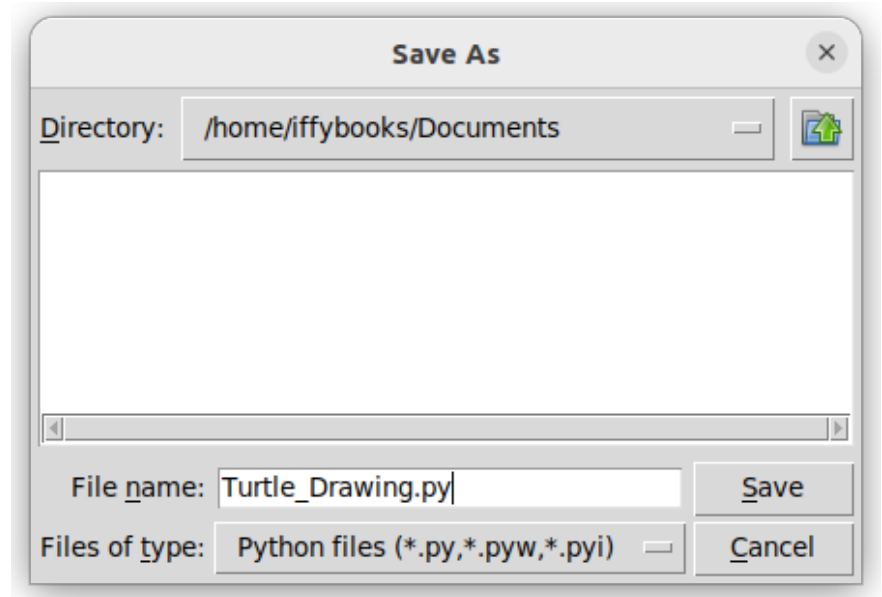 Save As
Directory: /home/iffybooks/Documents
File name: Turtle_Drawing.py Save
Files of type: Python files (*.py,*.pyw,*.pyi) Cancel